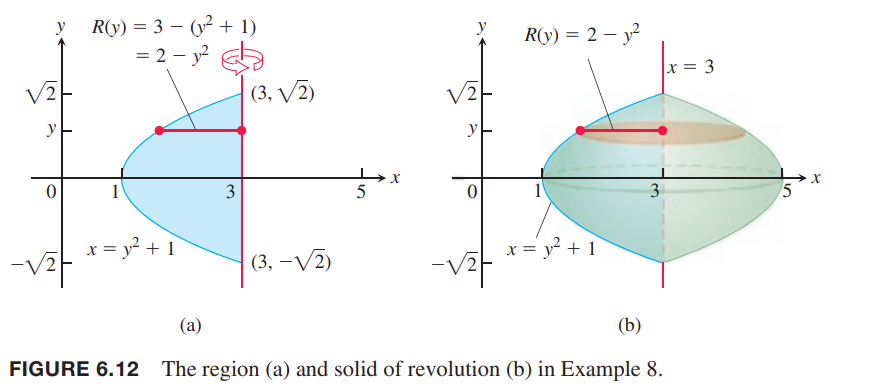 y R(y) = 3 − (y² + 1)
= 2 − y²
√2
(3, √2)
y
0 1 3 5 x
x = y² + 1
−√2
(3, −√2)
(a)
y R(y) = 2 − y²
x = 3
√2
y
0 1 3 5 x
x = y² + 1
−√2
(b)
FIGURE 6.12 The region (a) and solid of revolution (b) in Example 8.